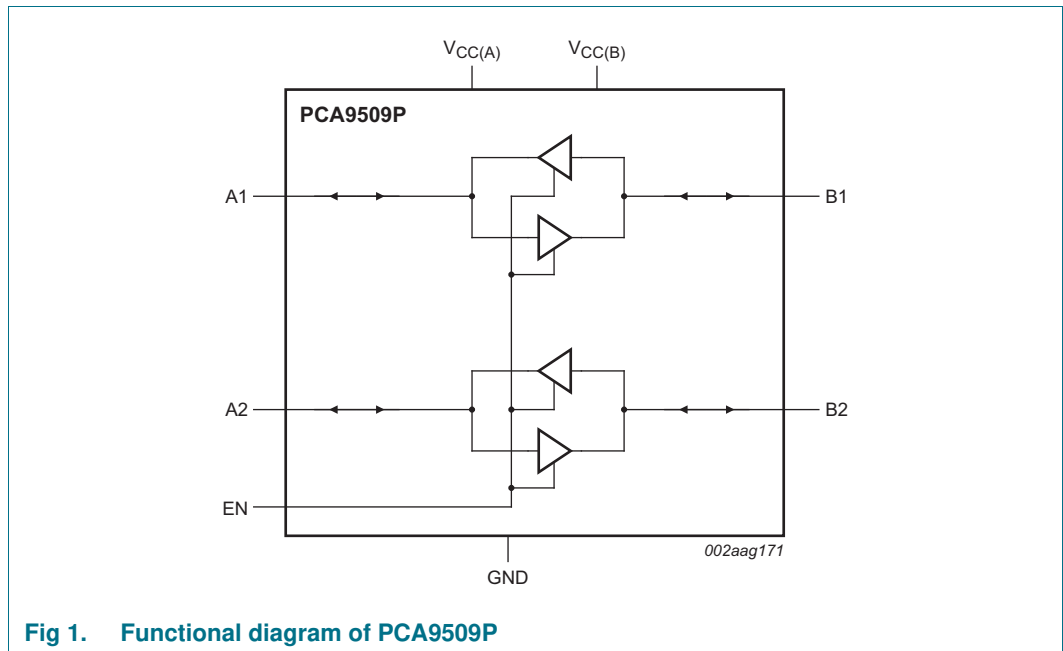 VCC(A) VCC(B)
PCA9509P
A1 B1
A2 B2
EN
002aag171
GND
Fig 1. Functional diagram of PCA9509P